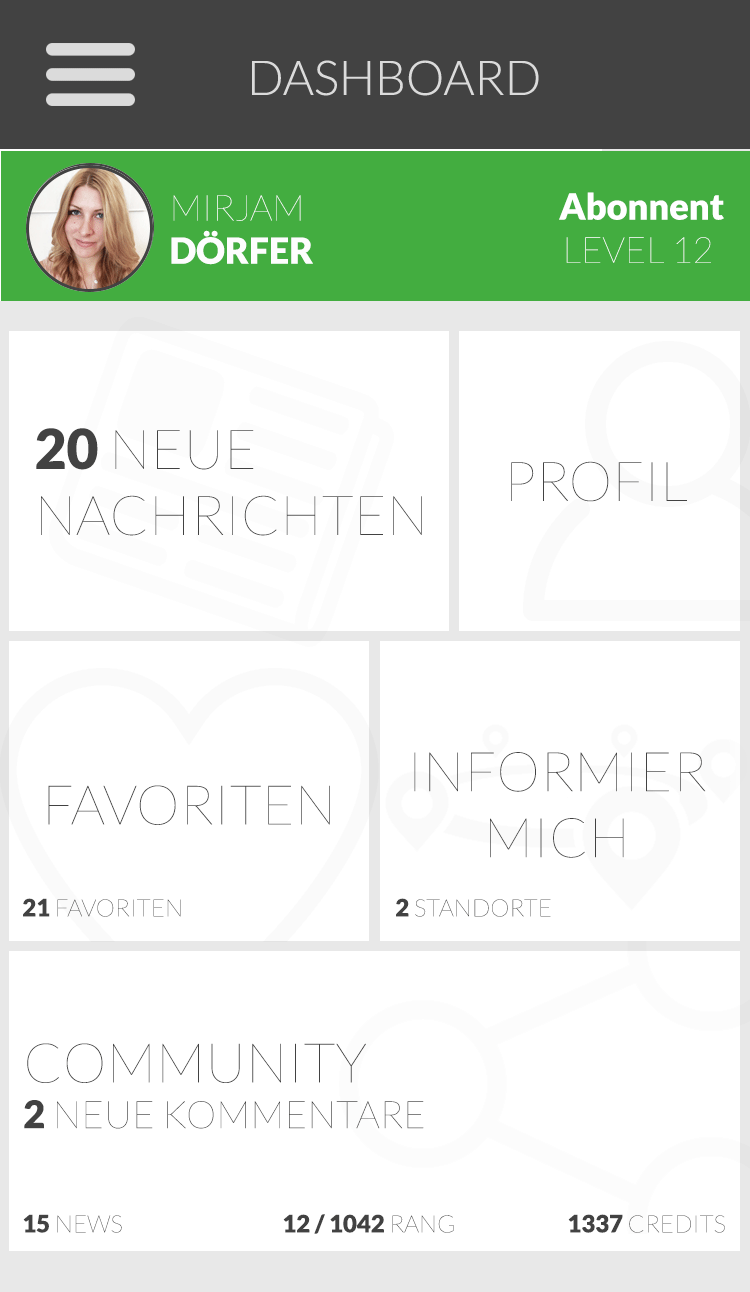 DASHBOARD
MIRJAM
DÖRFER
Abonnent
LEVEL 12
20 NEUE
NACHRICHTEN
PROFIL
FAVORITEN
21 FAVORITEN
INFORMIER
MICH
2 STANDORTE
COMMUNITY
2 NEUE KOMMENTARE
15 NEWS
12 / 1042 RANG
1337 CREDITS